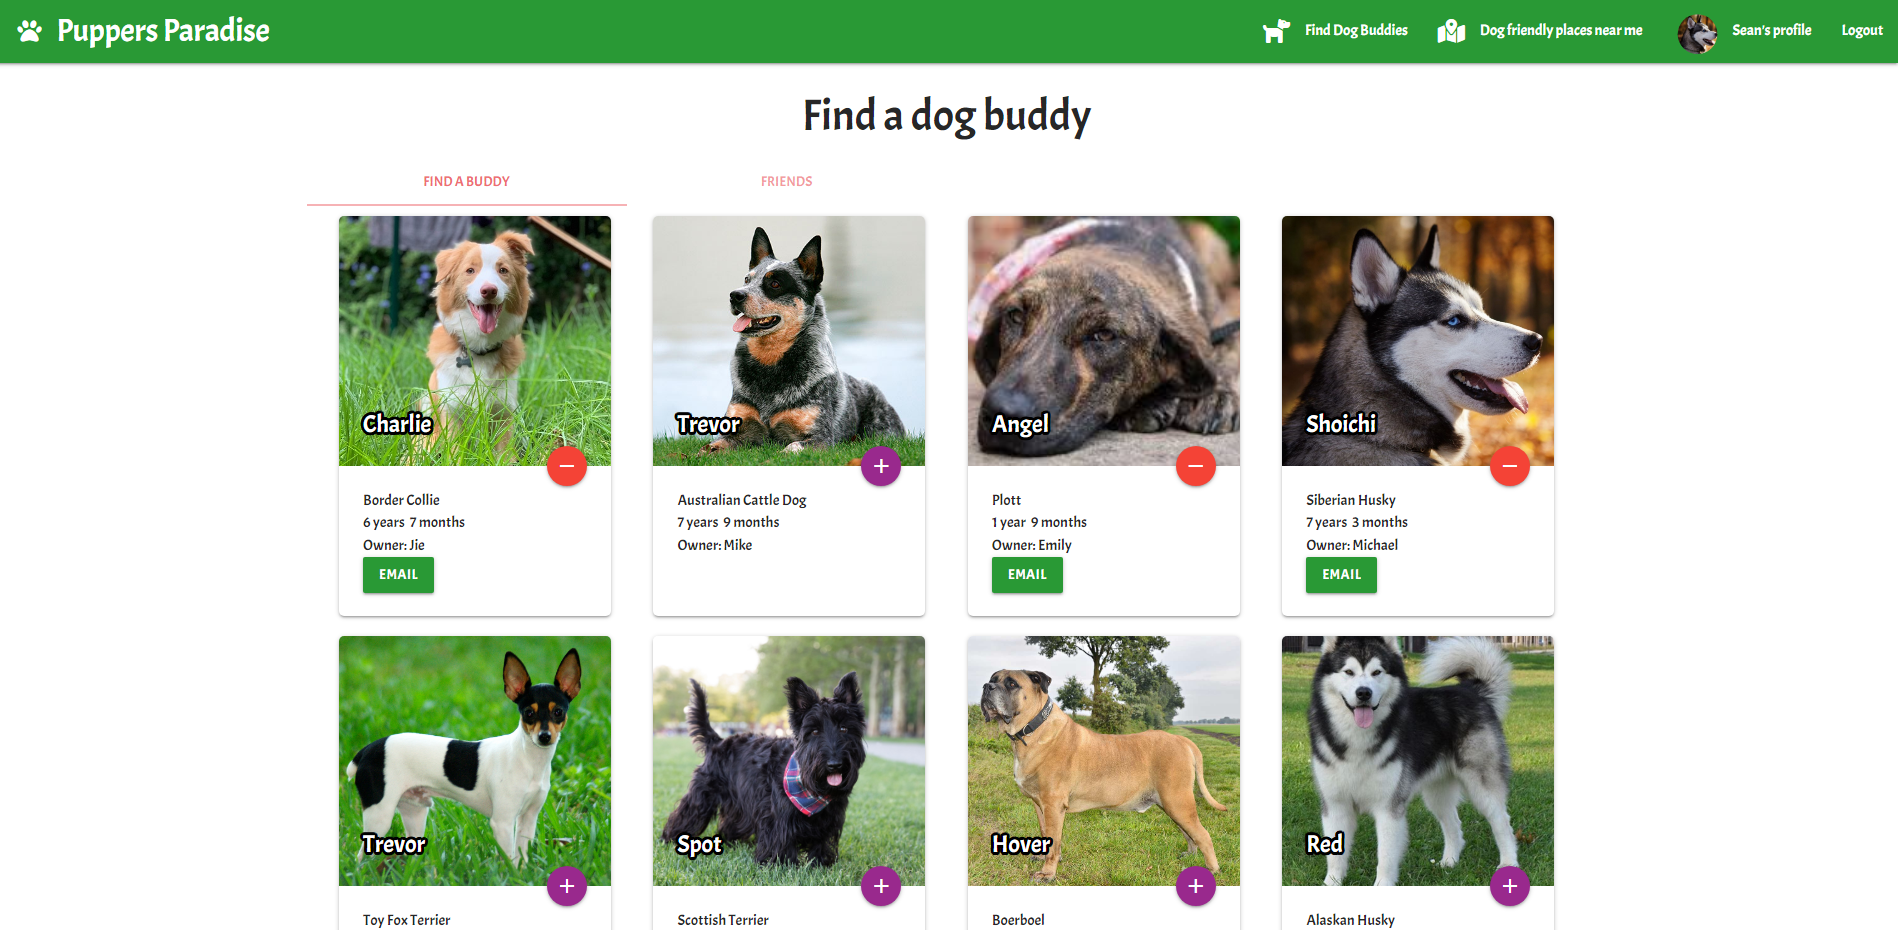 Puppers Paradise
Find Dog Buddies
Dog friendly places near me
Sean's profile
Logout
Find a dog buddy
FIND A BUDDY
FRIENDS
Charlie
Border Collie
6 years 7 months
Owner: Jie
EMAIL
Trevor
Australian Cattle Dog
7 years 9 months
Owner: Mike
Angel
Plott
1 year 9 months
Owner: Emily
EMAIL
Shoichi
Siberian Husky
7 years 3 months
Owner: Michael
EMAIL
Trevor
Toy Fox Terrier
Spot
Scottish Terrier
Hover
Boerboel
Red
Alaskan Husky